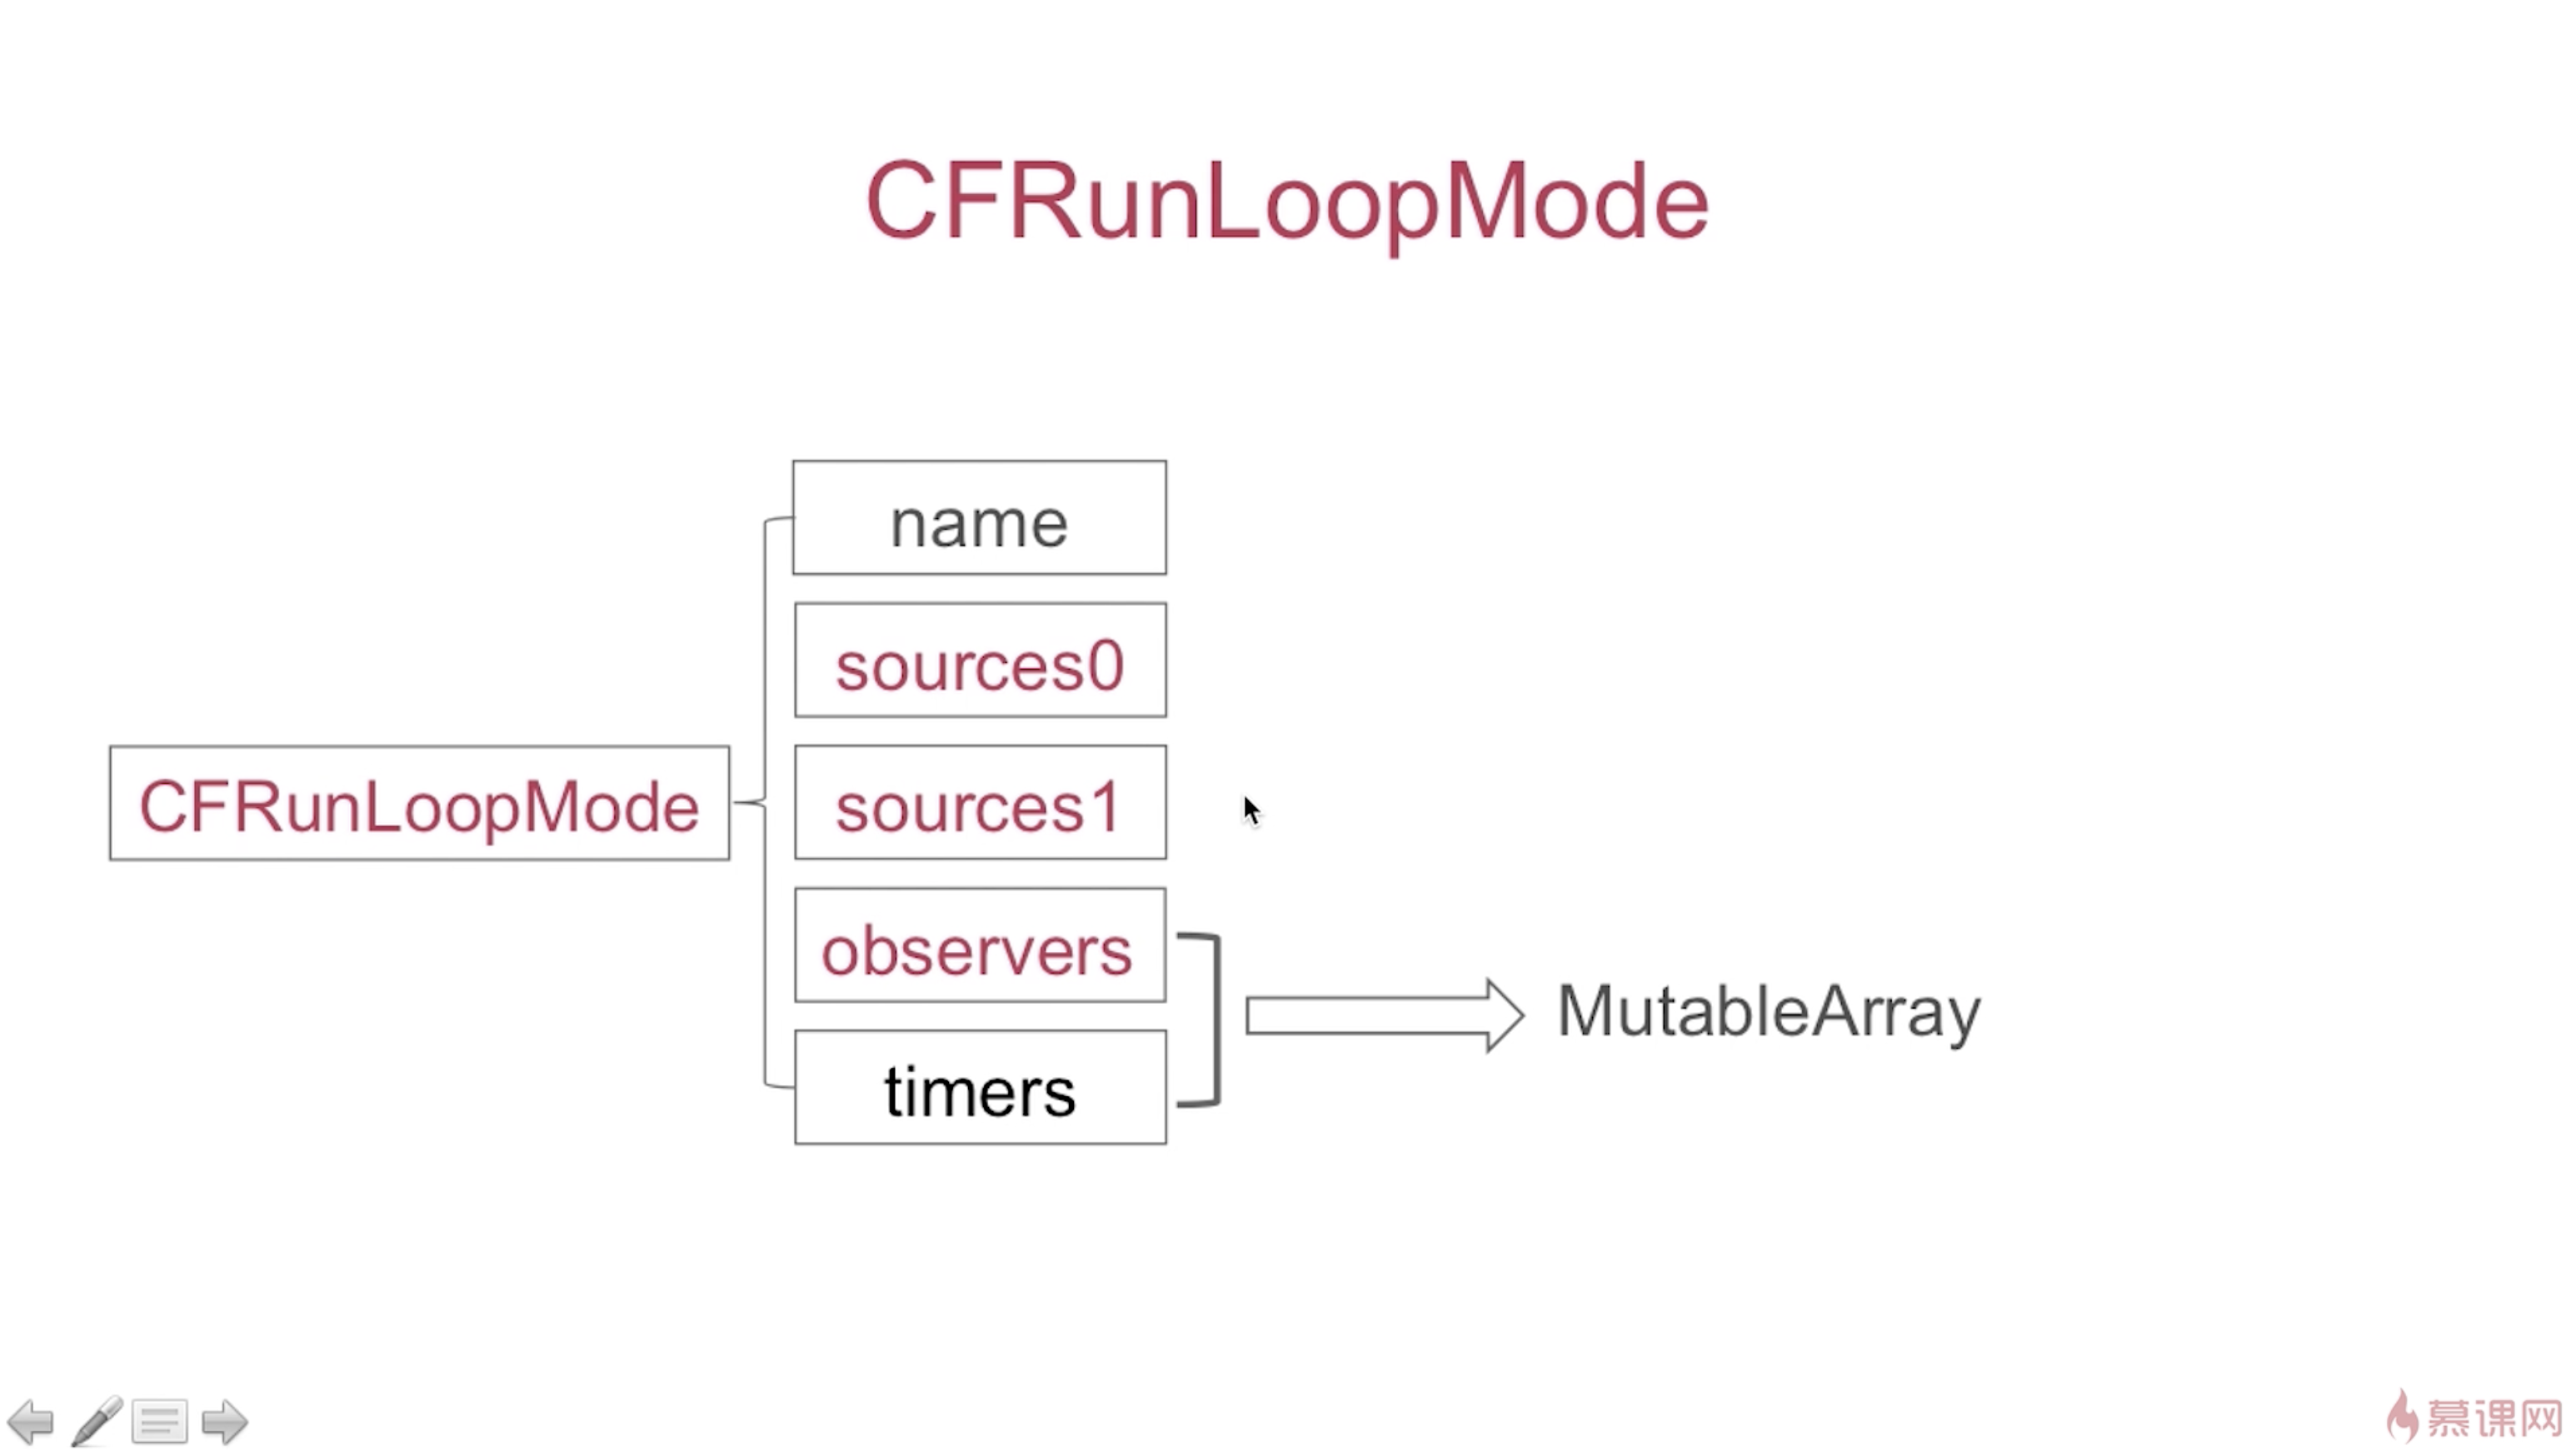 CFRunLoopMode
name
sources0
CFRunLoopMode
sources1
observers
MutableArray
timers
慕课网